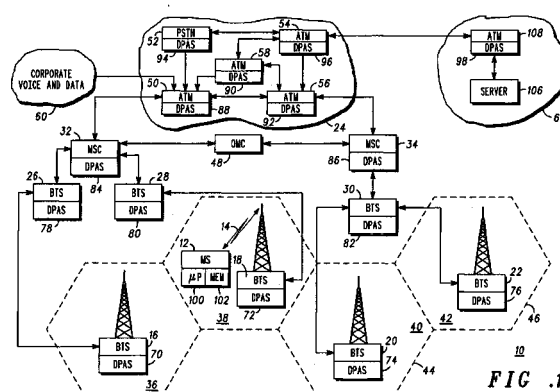 PSTN
DPAS
52
94
54
ATM
DPAS
96
58
ATM
DPAS
90
ATM
DPAS
108
98
SERVER
106
CORPORATE
VOICE AND DATA
60
50
ATM
DPAS
88
56
ATM
DPAS
92
24
6
32
MSC
DPAS
84
OMC
48
MSC
DPAS
34
86
26
BTS
DPAS
78
28
BTS
DPAS
80
30
BTS
DPAS
82
14
12
MS
μP
MEM
100
102
18
BTS
DPAS
72
38
BTS
DPAS
22
76
46
42
40
16
BTS
DPAS
70
36
BTS
DPAS
20
74
44
10
FIG .1